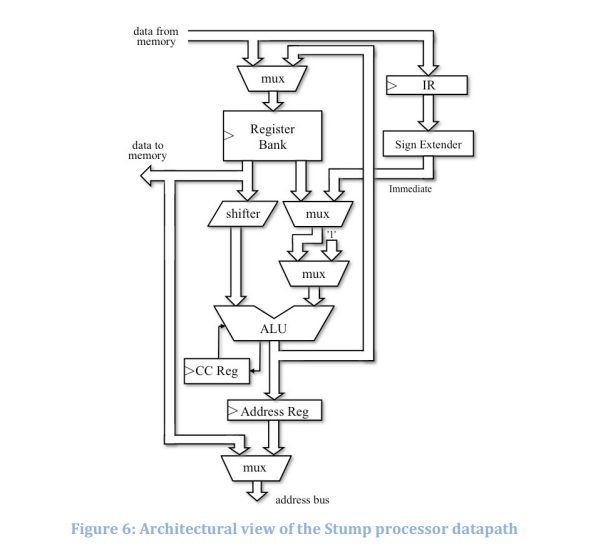 data from
memory
mux
IR
Register
Bank
Sign Extender
data to
memory
Immediate
shifter
mux
'1'
mux
ALU
CC Reg
Address Reg
mux
address bus
Figure 6: Architectural view of the Stump processor datapath